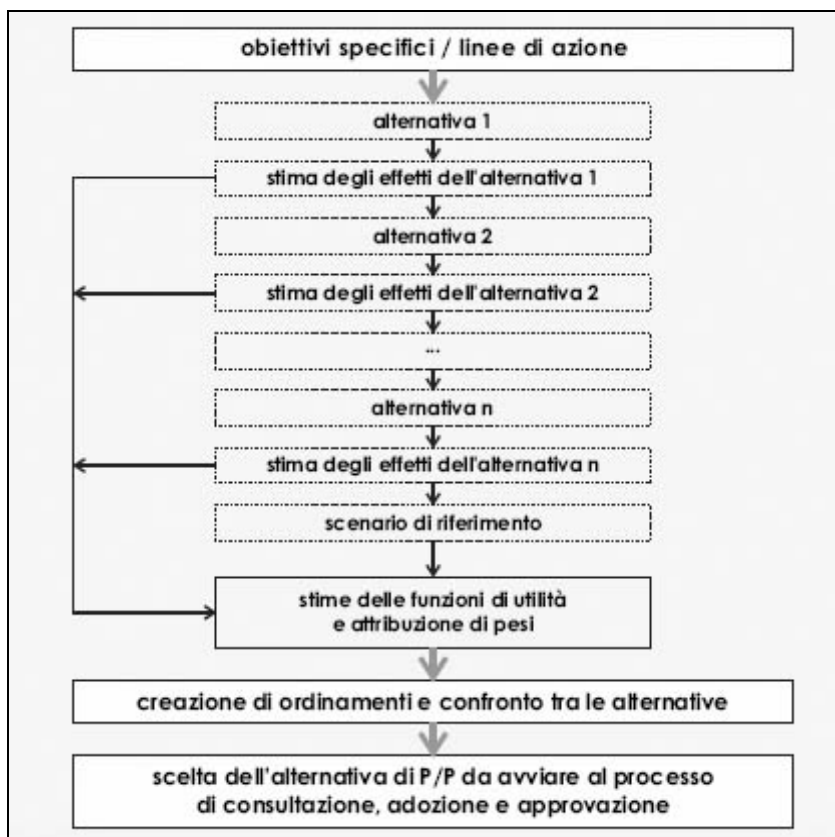 obiettivi specifici / linee di azione
alternativa 1
stima degli effetti dell'alternativa 1
alternativa 2
stima degli effetti dell'alternativa 2
...
alternativa n
stima degli effetti dell'alternativa n
scenario di riferimento
stime delle funzioni di utilità
e attribuzione di pesi
creazione di ordinamenti e confronto tra le alternative
scelta dell'alternativa di P/P da avviare al processo
di consultazione, adozione e approvazione